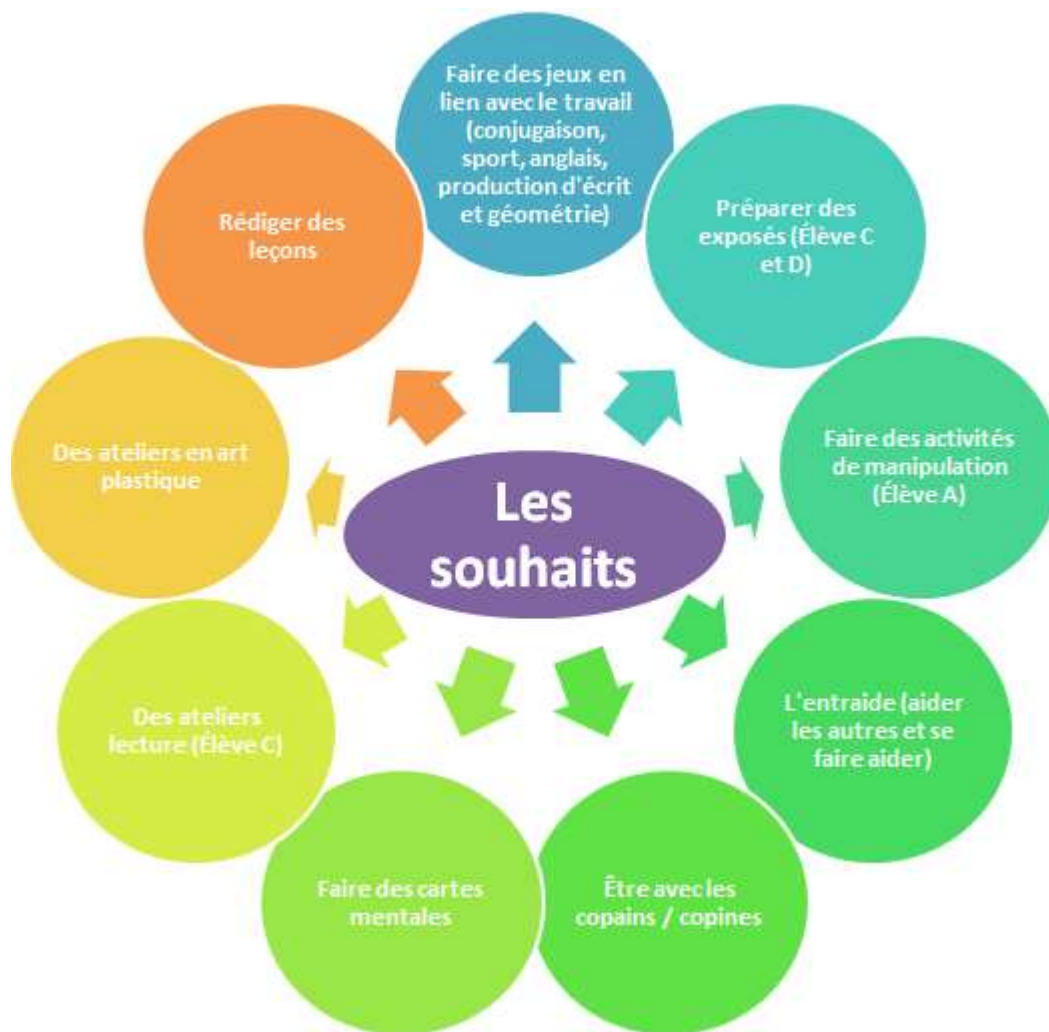 Faire des jeux en
lien avec le travail
(conjugaison,
sport, anglais,
production d'écrit
et géométrie)
Préparer des
exposés (Élève C
et D)
Faire des activités
de manipulation
(Élève A)
L'entraide (aider
les autres et se
faire aider)
Être avec les
copains / copines
Faire des cartes
mentales
Des ateliers
lecture (Élève C)
Des ateliers en art
plastique
Rédiger des
leçons
Les
souhaits